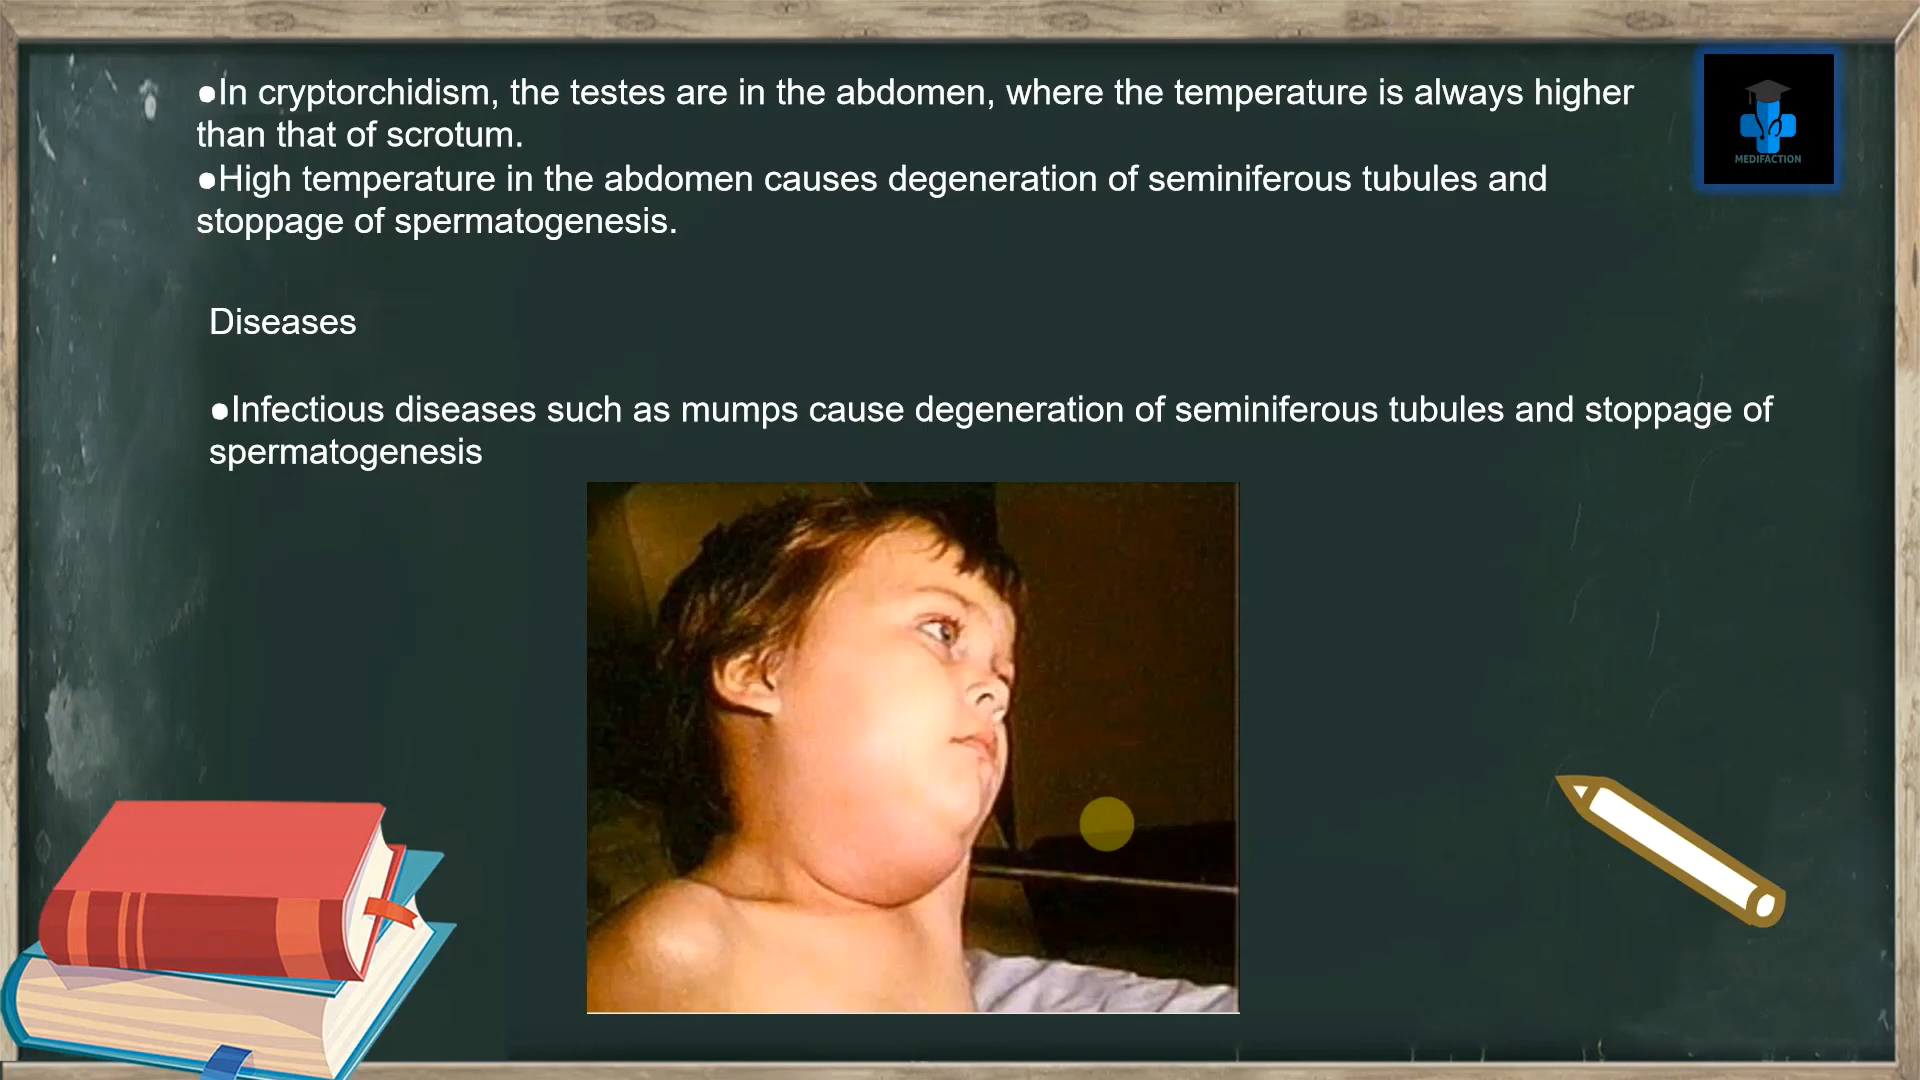 ●In cryptorchidism, the testes are in the abdomen, where the temperature is always higher
than that of scrotum.
●High temperature in the abdomen causes degeneration of seminiferous tubules and
stoppage of spermatogenesis.
MEDIFACTION
Diseases
●Infectious diseases such as mumps cause degeneration of seminiferous tubules and stoppage of
spermatogenesis